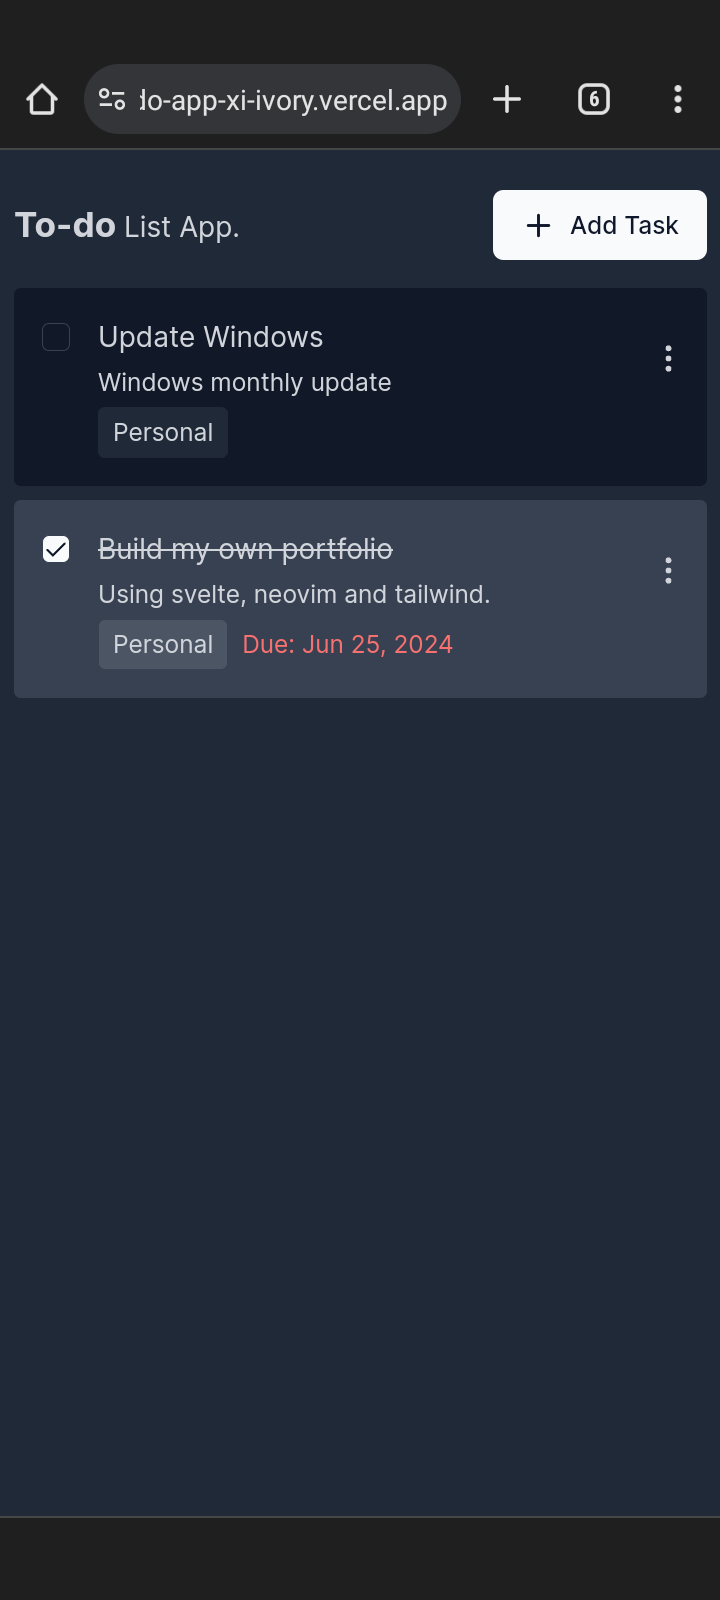 do-app-xi-ivory.vercel.app
6
To-do List App.
Add Task
Update Windows
Windows monthly update
Personal
Build my own portfolio
Using svelte, neovim and tailwind.
Personal Due: Jun 25, 2024